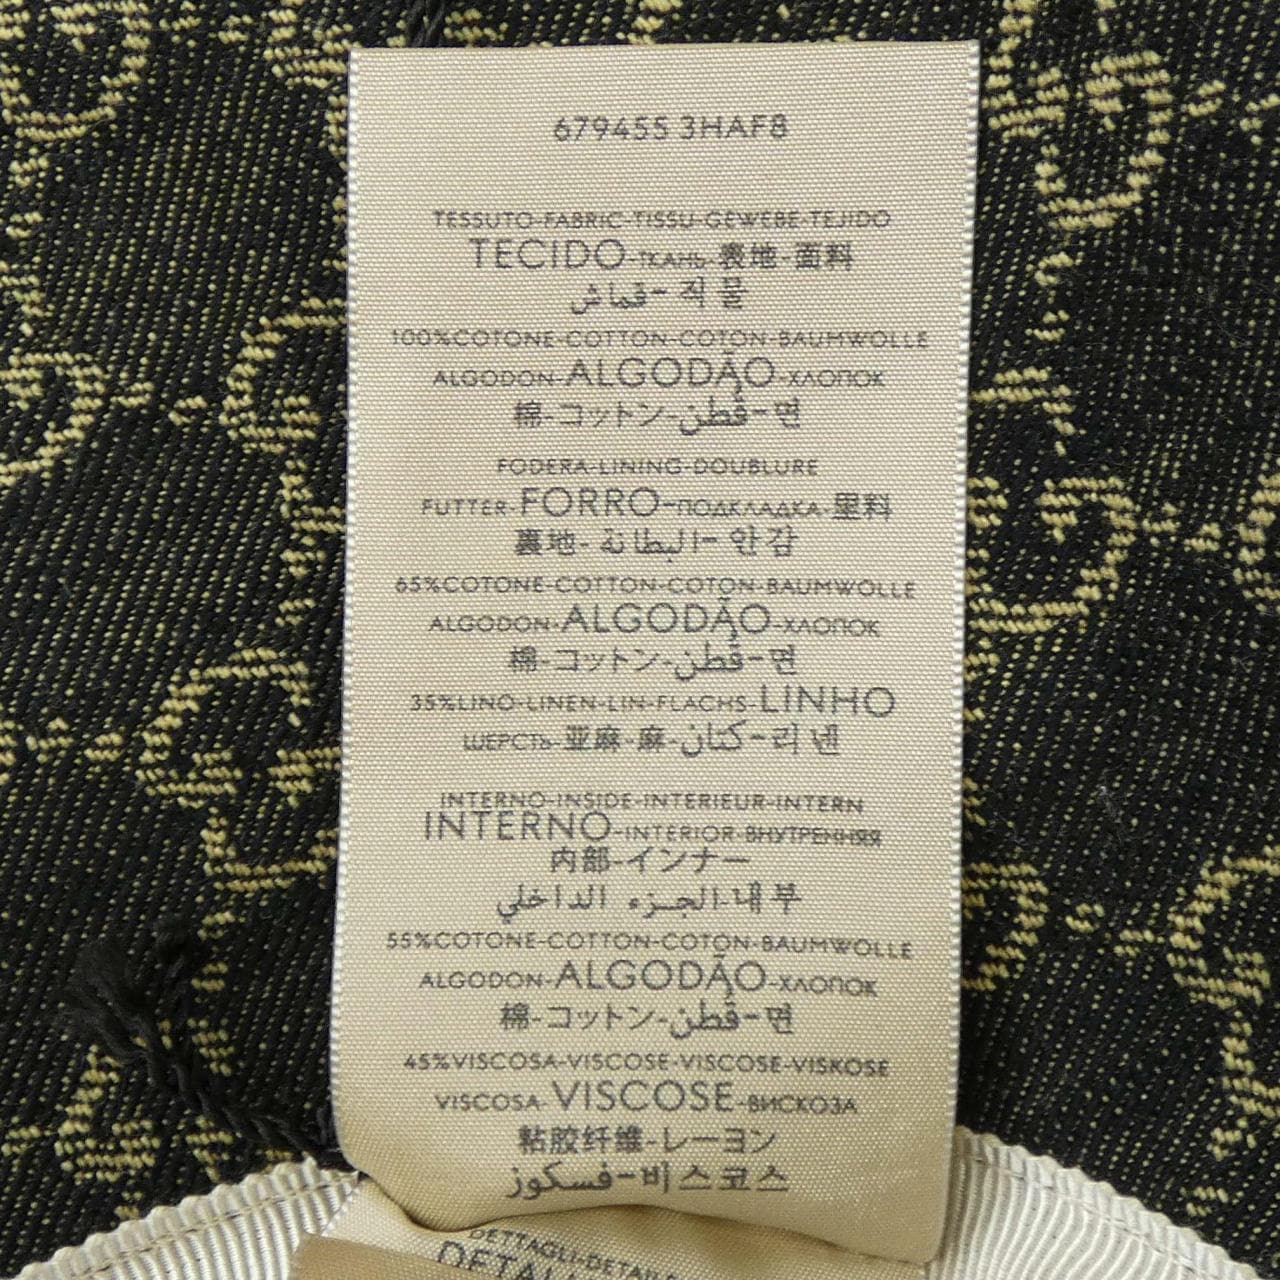 679455 3HAF8
TESSUTO-FABRIC-TISSU-GEWEBE-TEJIDO
TECIDO-ТКАНЬ-裏地-面料
قماش-직물
100%COTONE-COTTON-COTON-BAUMWOLLE
ALGODON-ALGODÃO-ХЛОПОК
棉-コットン-قطن-면
FODERA-LINING-DOUBLURE
FUTTER-FORRO-ПОДКЛАДКА-里料
裏地-البطانة-안감
65%COTONE-COTTON-COTON-BAUMWOLLE
ALGODON-ALGODÃO-ХЛОПОК
棉-コットン-قطن-면
35%LINO-LINEN-LIN-FLACHS-LINHO
ШЕРСТЬ-亚麻-麻-كتان-리넨
INTERNO-INSIDE-INTERIEUR-INTERN
INTERNO-INTERIOR-ВНУТРЕННЯЯ
内部-インナー
الجزء الداخلي-내부
55%COTONE-COTTON-COTON-BAUMWOLLE
ALGODON-ALGODÃO-ХЛОПОК
棉-コットン-قطن-면
45%VISCOSA-VISCOSE-VISCOSE-VISKOSE
VISCOSA-VISCOSE-ВИСКОЗА
粘胶纤维-レーヨン
فسكوز-비스코스
DETTAGLI-DETAILS